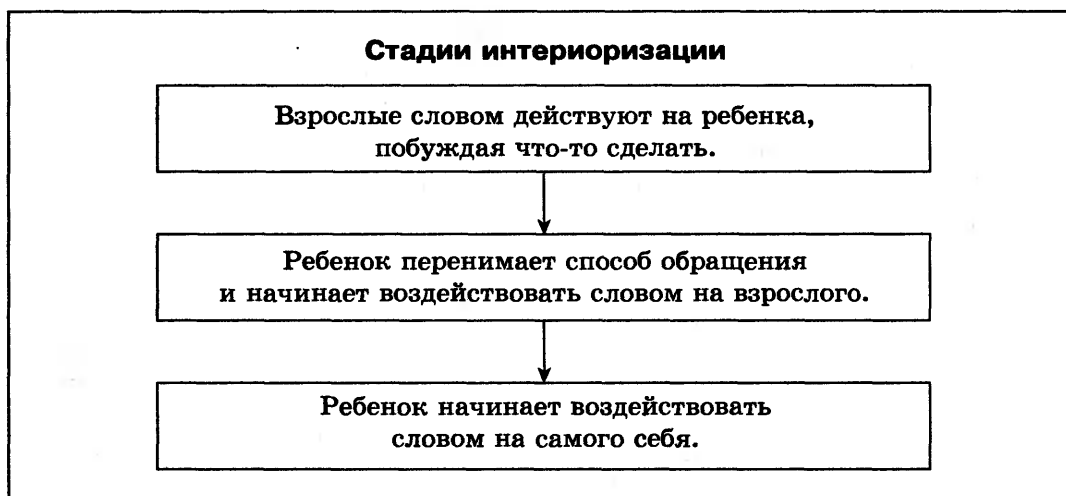 Стадии интериоризации
Взрослые словом действуют на ребенка,
побуждая что-то сделать.
Ребенок перенимает способ обращения
и начинает воздействовать словом на взрослого.
Ребенок начинает воздействовать
словом на самого себя.